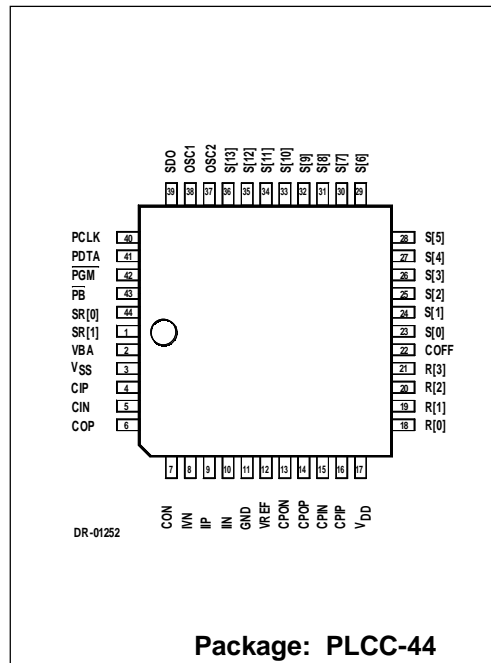 SDO OSC1 OSC2 S[13] S[12] S[11] S[10] S[9] S[8] S[7] S[6]
39 38 37 36 35 34 33 32 31 30 29
PCLK 40
PDTA 41
PGM 42
PB 43
SR[0] 44
SR[1] 1
VBA 2
VSS 3
CIP 4
CIN 5
COP 6
28 S[5]
27 S[4]
26 S[3]
25 S[2]
24 S[1]
23 S[0]
22 COFF
21 R[3]
20 R[2]
19 R[1]
18 R[0]
7 8 9 10 11 12 13 14 15 16 17
CON IVN IIP IIN GND VREF CPON CPOP CPIN CPIP VDD
DR-01252
Package: PLCC-44